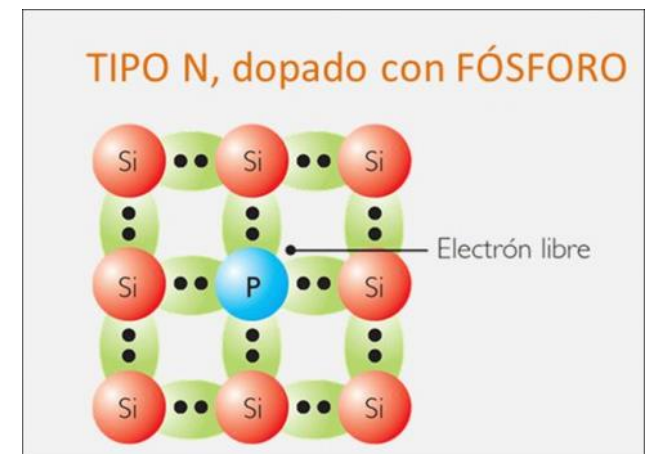 TIPO N, dopado con FÓSFORO
Si Si Si
Electrón libre
Si P Si
Si Si Si